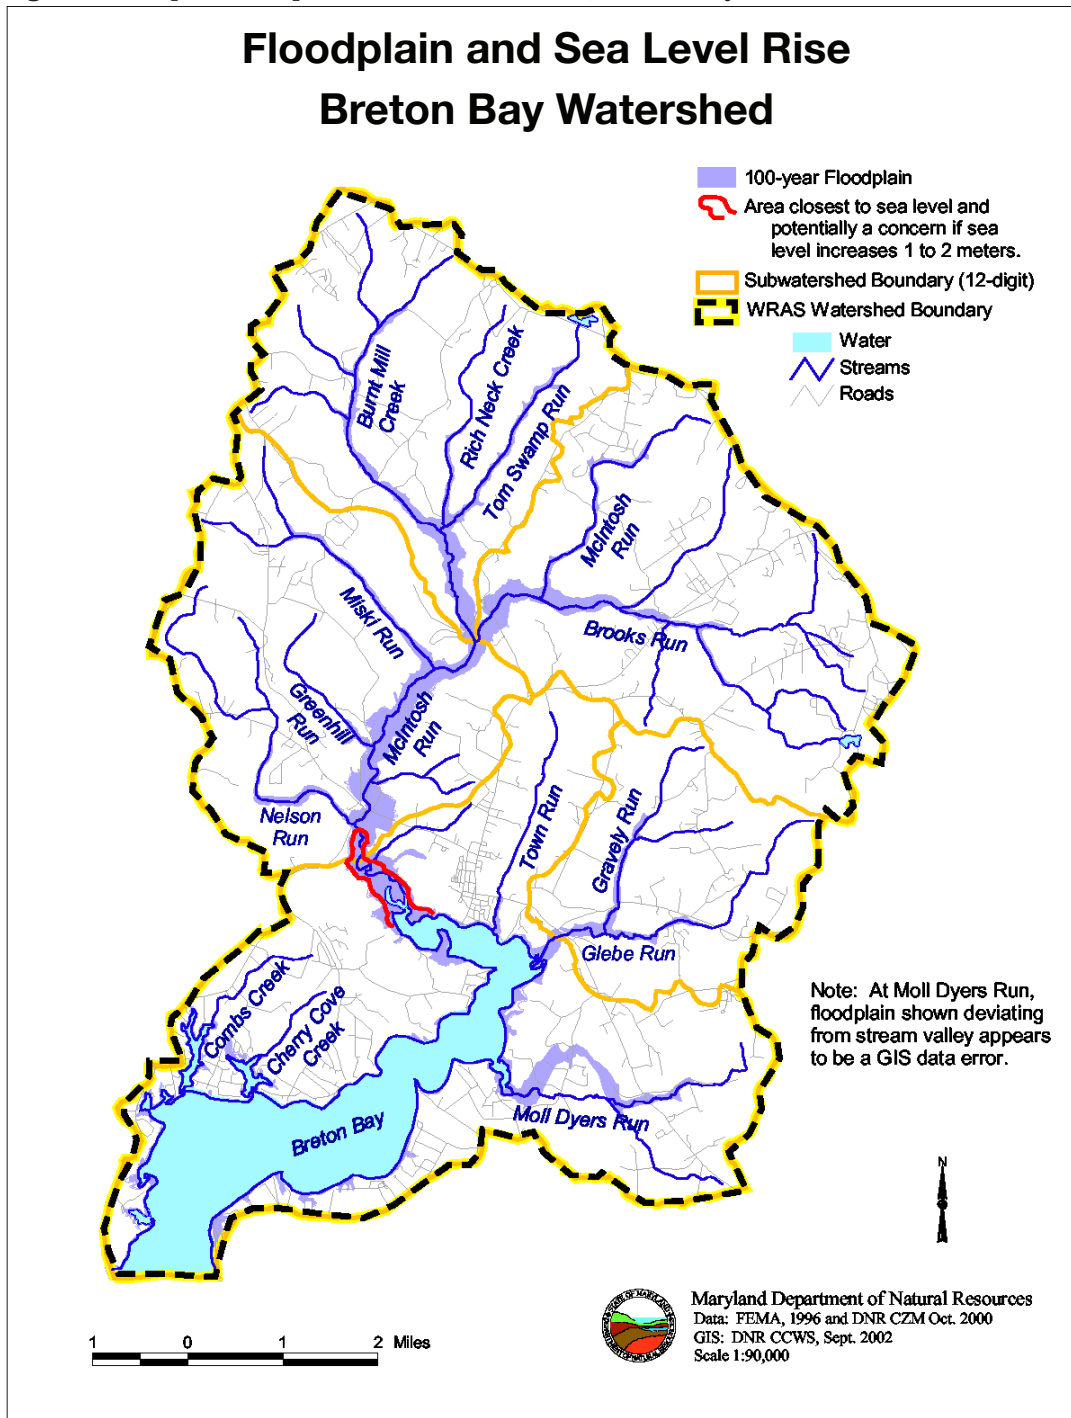 Floodplain and Sea Level Rise
Breton Bay Watershed
100-year Floodplain
Area closest to sea level and
potentially a concern if sea
level increases 1 to 2 meters.
Subwatershed Boundary (12-digit)
WRAS Watershed Boundary
Water
Streams
Roads
Burnt Mill
Creek
Rich Neck Creek
Tom Swamp Run
McIntosh
Run
Miski Run
Brooks Run
Greenhill
Run
McIntosh
Run
Nelson
Run
Town Run
Gravely Run
Glebe Run
Combs Creek
Cherry Cove
Creek
Note: At Moll Dyers Run,
floodplain shown deviating
from stream valley appears
to be a GIS data error.
Moll Dyers Run
Breton Bay
N
Maryland Department of Natural Resources
Data: FEMA, 1996 and DNR CZM Oct. 2000
GIS: DNR CCWS, Sept. 2002
Scale 1:90,000
1 0 1 2 Miles